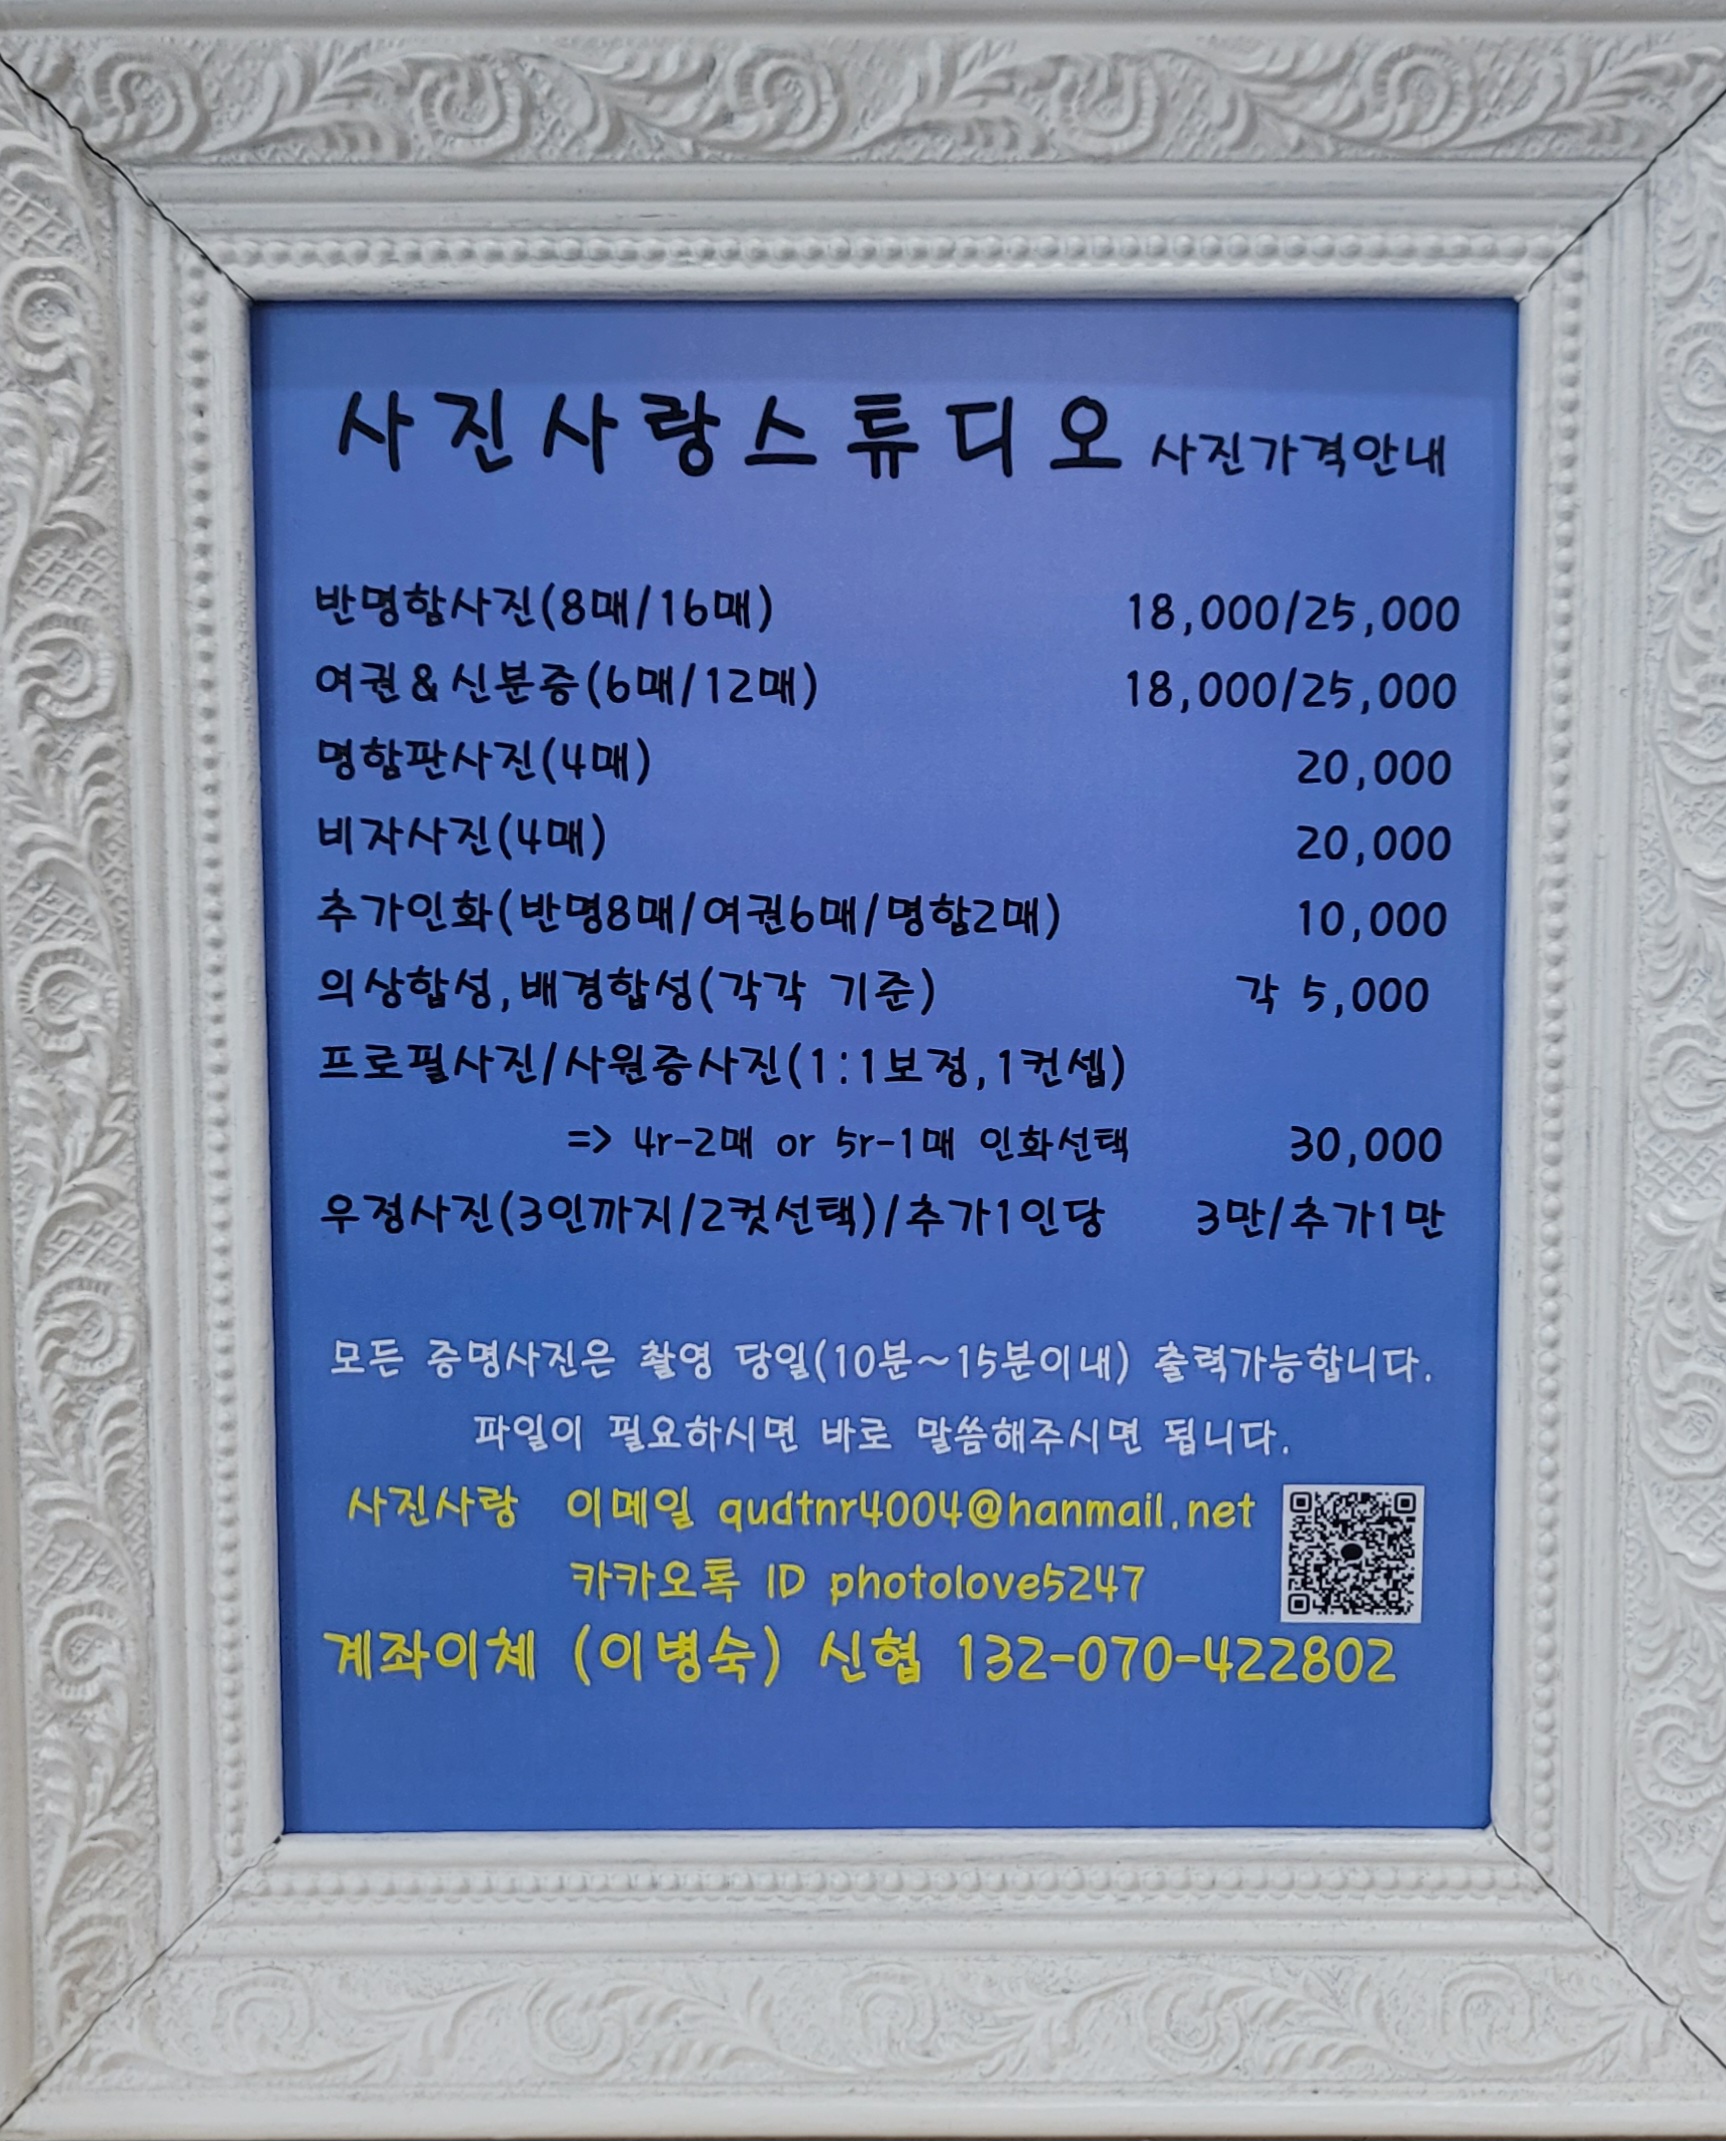 사진사랑스튜디오 사진가격안내
반명함사진(8매/16매) 18,000/25,000
여권&신분증(6매/12매) 18,000/25,000
명함판사진(4매) 20,000
비자사진(4매) 20,000
추가인화(반명8매/여권6매/명함2매) 10,000
의상합성,배경합성(각각 기준) 각 5,000
프로필사진/사원증사진(1:1보정,1컨셉)
=> 4r-2매 or 5r-1매 인화선택 30,000
우정사진(3인까지/2컷선택)/추가1인당 3만/추가1만
모든 증명사진은 촬영 당일(10분~15분이내) 출력가능합니다.
파일이 필요하시면 바로 말씀해주시면 됩니다.
사진사랑 이메일 qudtnr4004@hanmail.net
카카오톡 ID photolove5247
계좌이체 (이병숙) 신협 132-070-422802